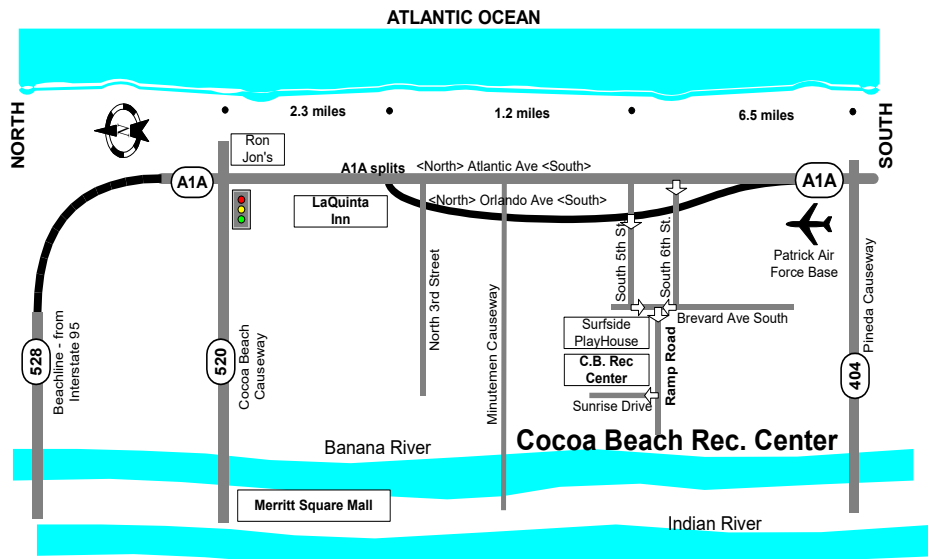 ATLANTIC OCEAN
NORTH
SOUTH
2.3 miles
1.2 miles
6.5 miles
N
Ron
Jon's
A1A splits
<North> Atlantic Ave <South>
A1A
A1A
LaQuinta
Inn
<North> Orlando Ave <South>
Patrick Air
Force Base
North 3rd Street
Minutemen Causeway
South 5th St.
South 6th St.
Brevard Ave South
Pineda Causeway
Surfside
PlayHouse
C.B. Rec
Center
Ramp Road
Sunrise Drive
528
Beachline - from
Interstate 95
520
Cocoa Beach
Causeway
404
Cocoa Beach Rec. Center
Banana River
Merritt Square Mall
Indian River